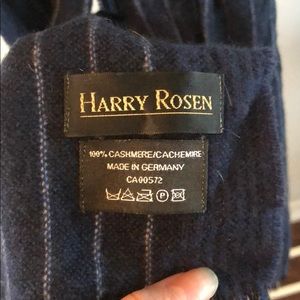 HARRY ROSEN
100% CASHMERE/CACHEMIRE
MADE IN GERMANY
CA00572
P